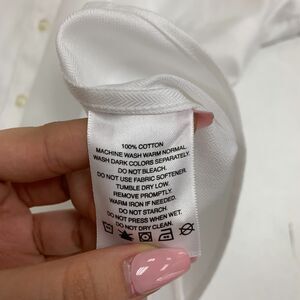 100% COTTON
MACHINE WASH WARM NORMAL.
WASH DARK COLORS SEPARATELY.
DO NOT BLEACH.
DO NOT USE FABRIC SOFTENER.
TUMBLE DRY LOW.
REMOVE PROMPTLY.
WARM IRON IF NEEDED.
DO NOT STARCH.
DO NOT PRESS WHEN WET.
DO NOT DRY CLEAN.